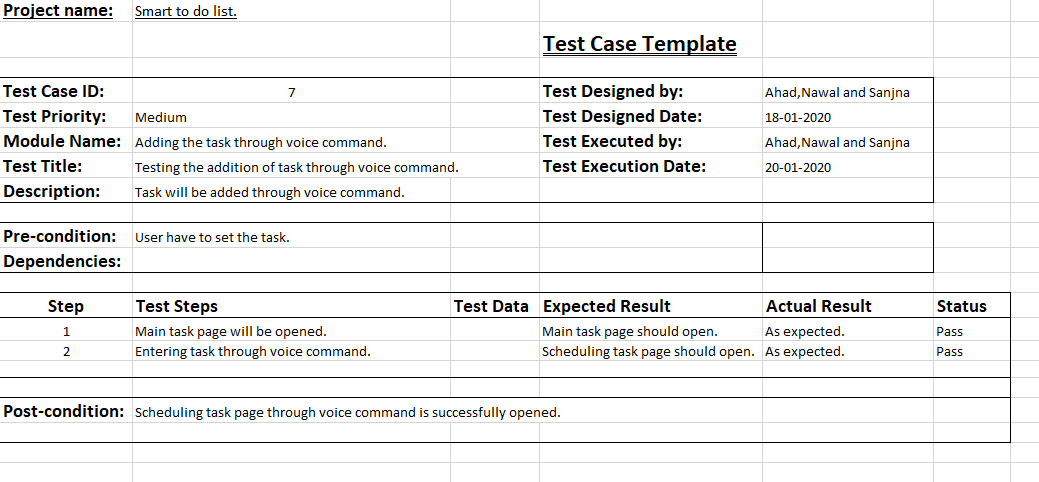 Project name: Smart to do list.
Test Case Template
Test Case ID: 7 Test Designed by: Ahad,Nawal and Sanjna
Test Priority: Medium Test Designed Date: 18-01-2020
Module Name: Adding the task through voice command. Test Executed by: Ahad,Nawal and Sanjna
Test Title: Testing the addition of task through voice command. Test Execution Date: 20-01-2020
Description: Task will be added through voice command.
Pre-condition: User have to set the task.
Dependencies:
Step Test Steps Test Data Expected Result Actual Result Status
1 Main task page will be opened. Main task page should open. As expected. Pass
2 Entering task through voice command. Scheduling task page should open. As expected. Pass
Post-condition: Scheduling task page through voice command is successfully opened.